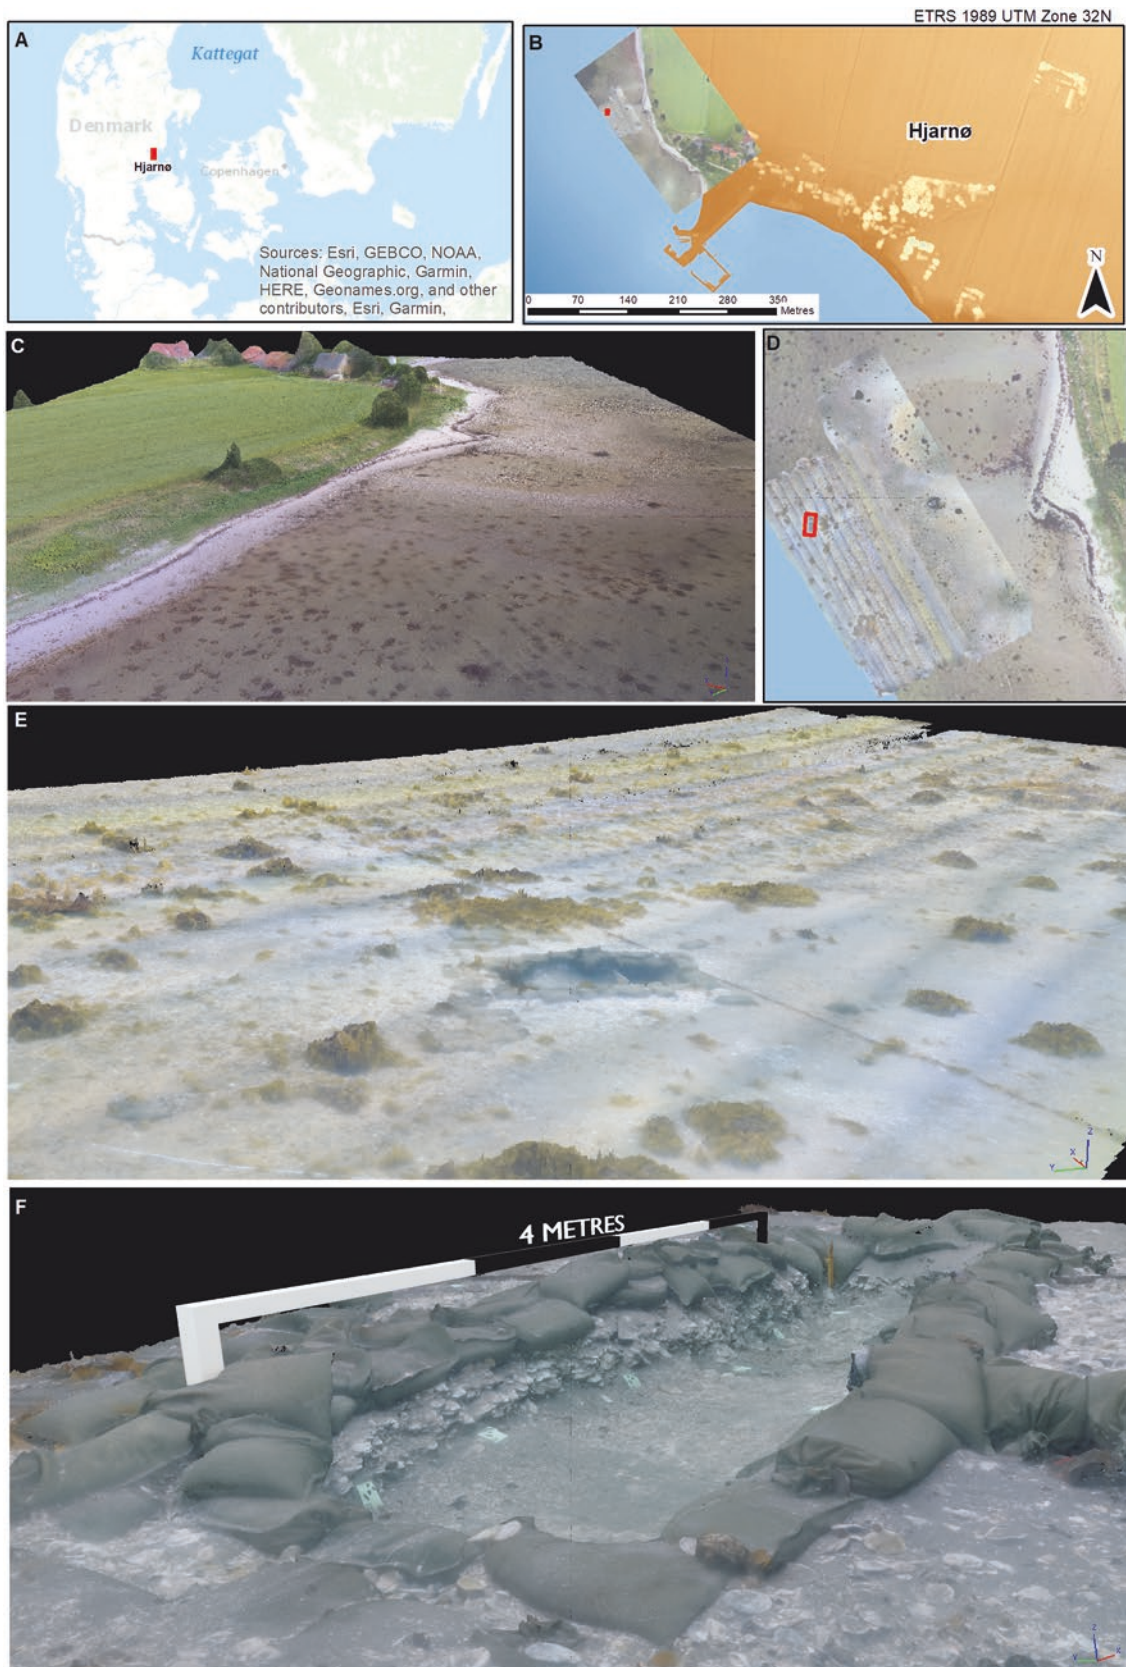 ETRS 1989 UTM Zone 32N
A
Kattegat
Denmark
Hjarnø
Copenhagen
Sources: Esri, GEBCO, NOAA,
National Geographic, Garmin,
HERE, Geonames.org, and other
contributors, Esri, Garmin,
B
Hjarnø
N
0 70 140 210 280 350
Metres
C
D
E
Z
X
Y
F
4 METRES
Z
Y X